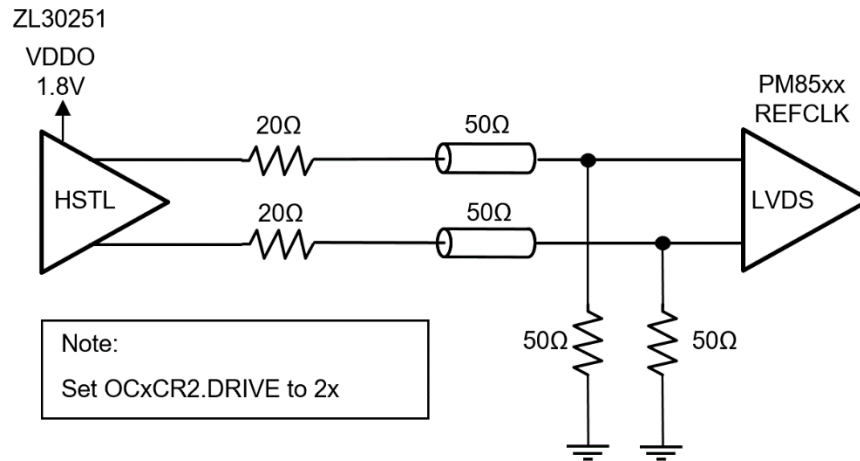 ZL30251
VDDO
1.8V
PM85xx
REFCLK
20Ω
50Ω
HSTL
LVDS
20Ω
50Ω
50Ω
50Ω
Note:
Set OCxCR2.DRIVE to 2x